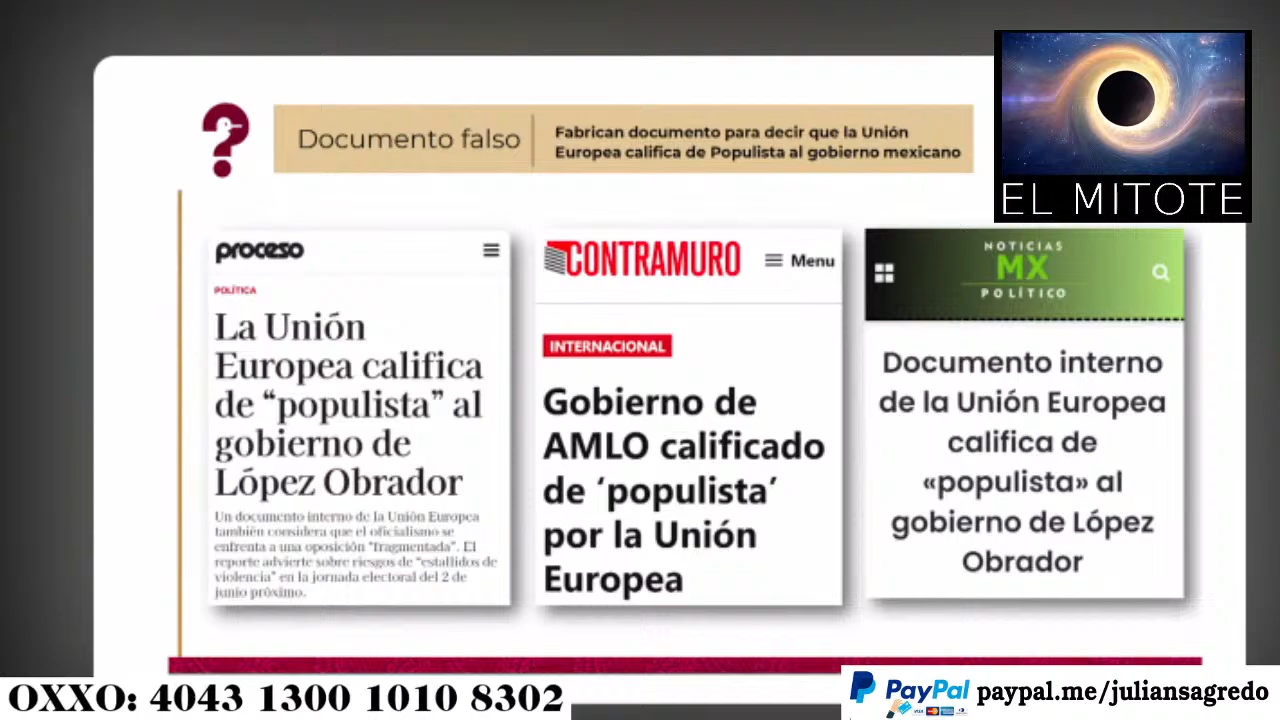 Documento falso
Fabrican documento para decir que la Unión
Europea califica de Populista al gobierno mexicano
EL MITOTE
proceso
POLÍTICA
La Unión
Europea califica
de “populista” al
gobierno de
López Obrador
Un documento interno de la Unión Europea
también considera que el oficialismo se
enfrenta a una oposición “fragmentada”. El
reporte advierte sobre riesgos de “estallidos de
violencia” en la jornada electoral del 2 de
junio próximo.
CONTRAMURO
Menu
INTERNACIONAL
Gobierno de
AMLO calificado
de ‘populista’
por la Unión
Europea
NOTICIAS
MX
POLÍTICO
Documento interno
de la Unión Europea
califica de
«populista» al
gobierno de López
Obrador
OXXO: 4043 1300 1010 8302
PayPal paypal.me/juliansagredo